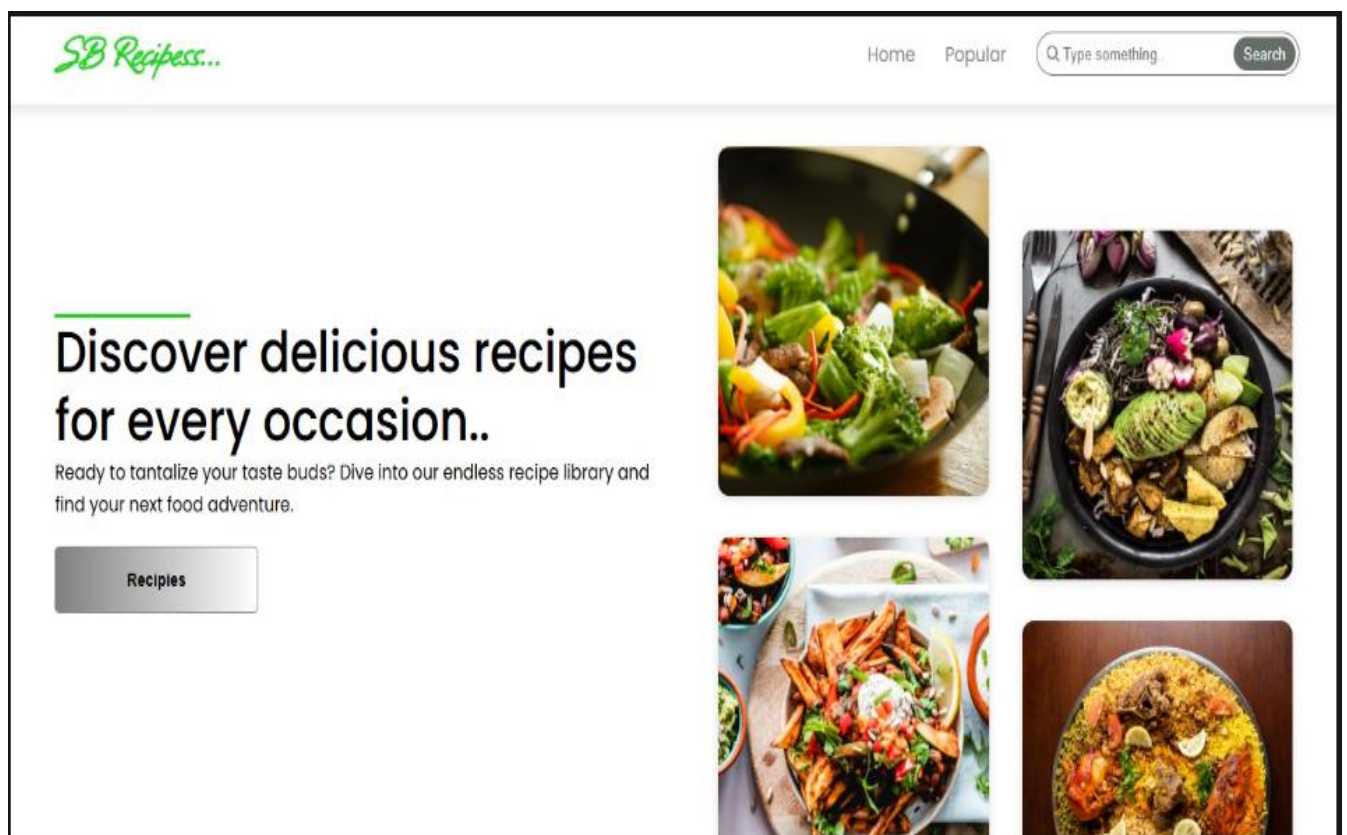 SB Recipess...
Home
Popular
Type something..
Search
Discover delicious recipes
for every occasion..
Ready to tantalize your taste buds? Dive into our endless recipe library and
find your next food adventure.
Recipies